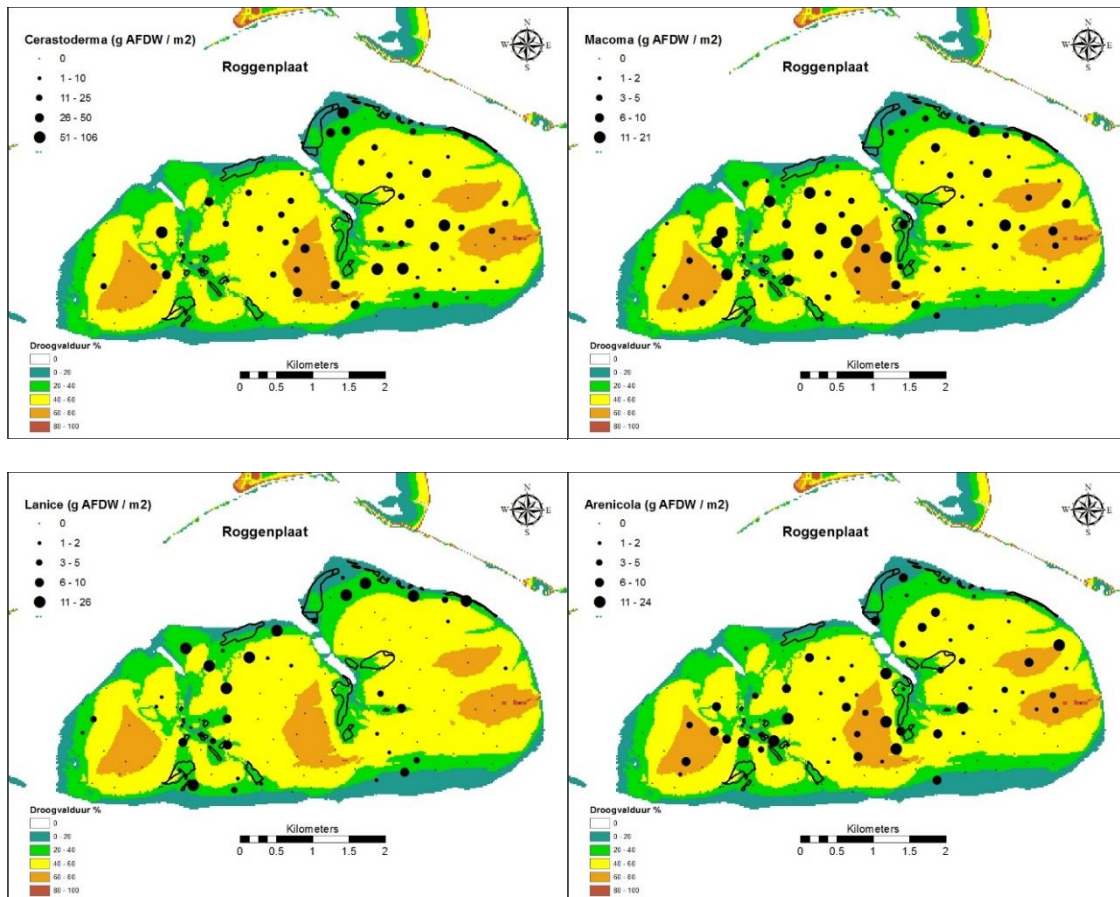 Cerastoderma (g AFDW / m2)
0
1 - 10
11 - 25
26 - 50
51 - 106
Roggenplaat
N
W E
S
Droogvalduur %
0
0 - 20
20 - 40
40 - 60
60 - 80
80 - 100
Kilometers
0 0.5 1 1.5 2
Macoma (g AFDW / m2)
0
1 - 2
3 - 5
6 - 10
11 - 21
Roggenplaat
N
W E
S
Droogvalduur %
0
0 - 20
20 - 40
40 - 60
60 - 80
80 - 100
Kilometers
0 0.5 1 1.5 2
Lanice (g AFDW / m2)
0
1 - 2
3 - 5
6 - 10
11 - 26
Roggenplaat
N
W E
S
Droogvalduur %
0
0 - 20
20 - 40
40 - 60
60 - 80
80 - 100
Kilometers
0 0.5 1 1.5 2
Arenicola (g AFDW / m2)
0
1 - 2
3 - 5
6 - 10
11 - 24
Roggenplaat
N
W E
S
Droogvalduur %
0
0 - 20
20 - 40
40 - 60
60 - 80
80 - 100
Kilometers
0 0.5 1 1.5 2